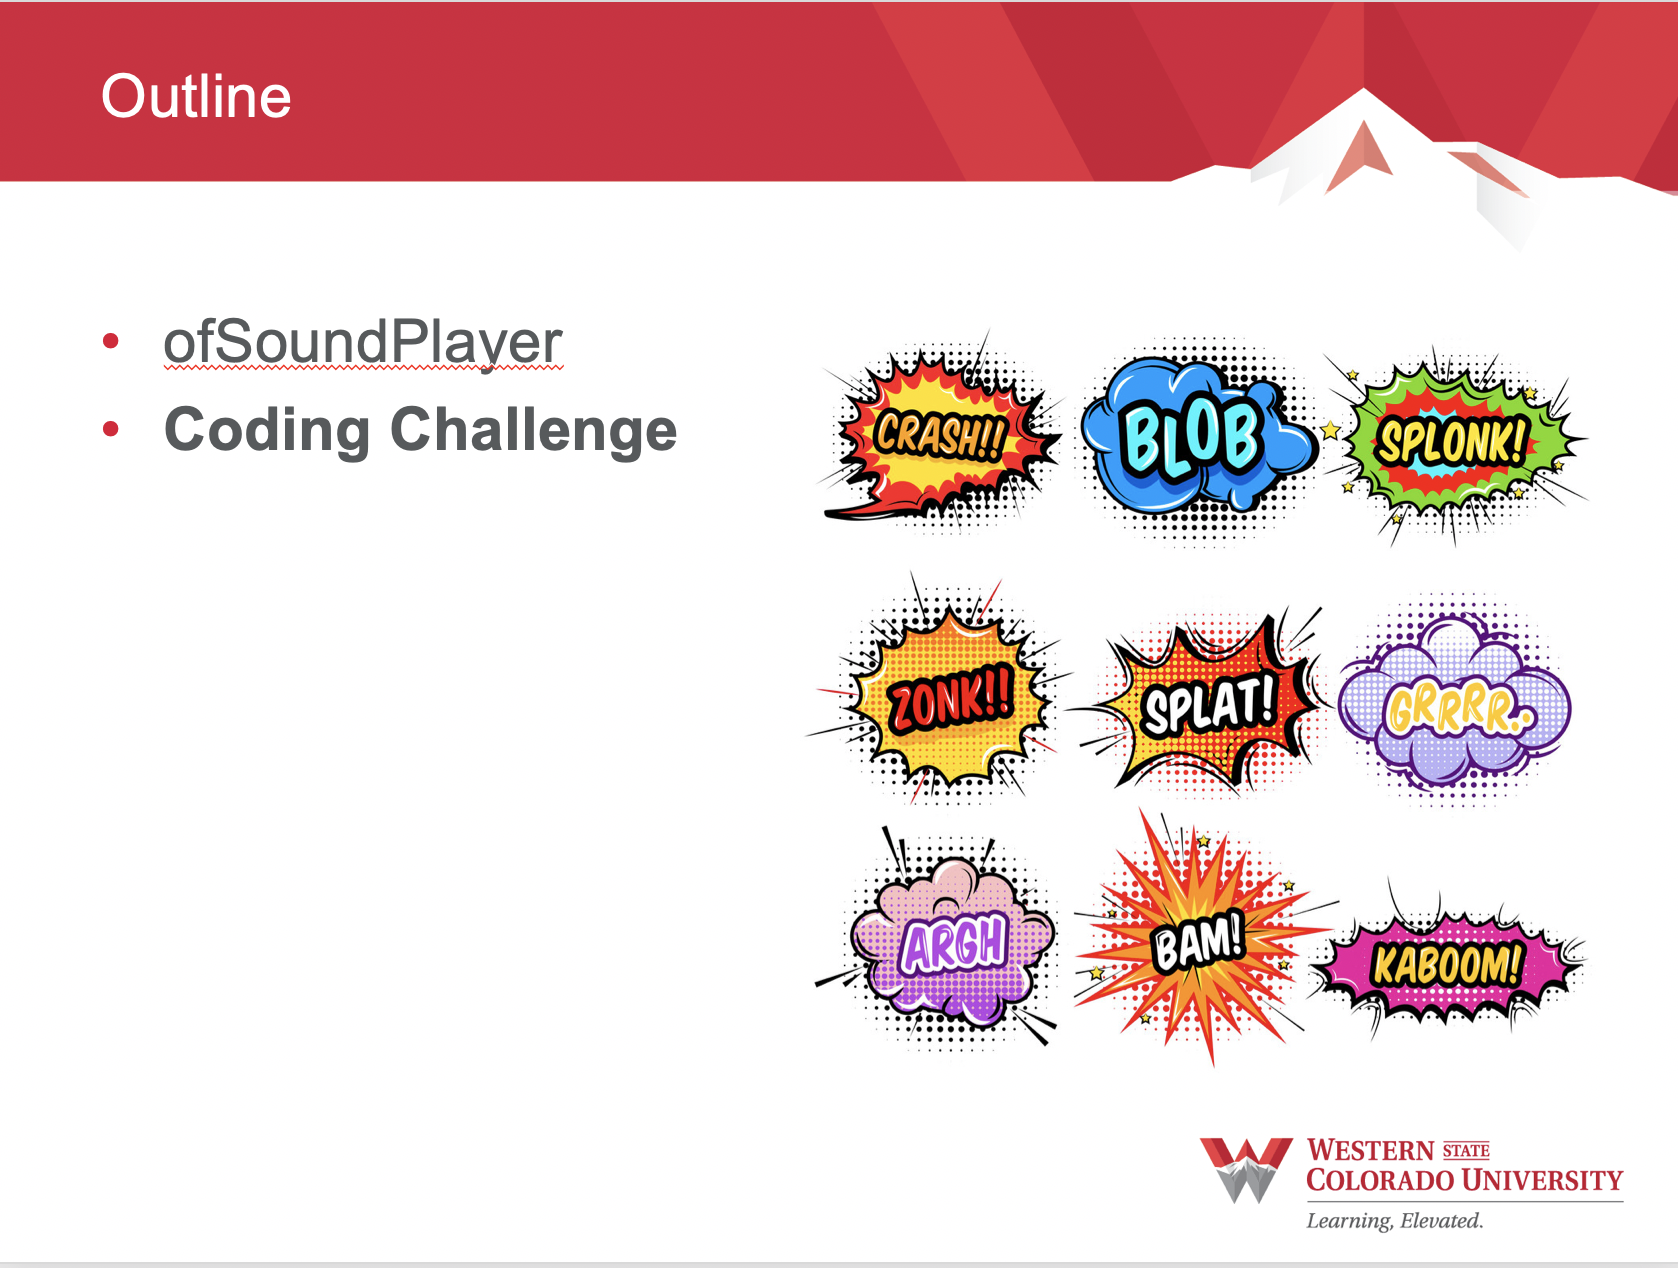 Outline
• ofSoundPlayer
• Coding Challenge
CRASH!!
BLOB
SPLONK!
ZONK!!
SPLAT!
GRRRR..
ARGH
BAM!
KABOOM!
WESTERN STATE
COLORADO UNIVERSITY
Learning, Elevated.